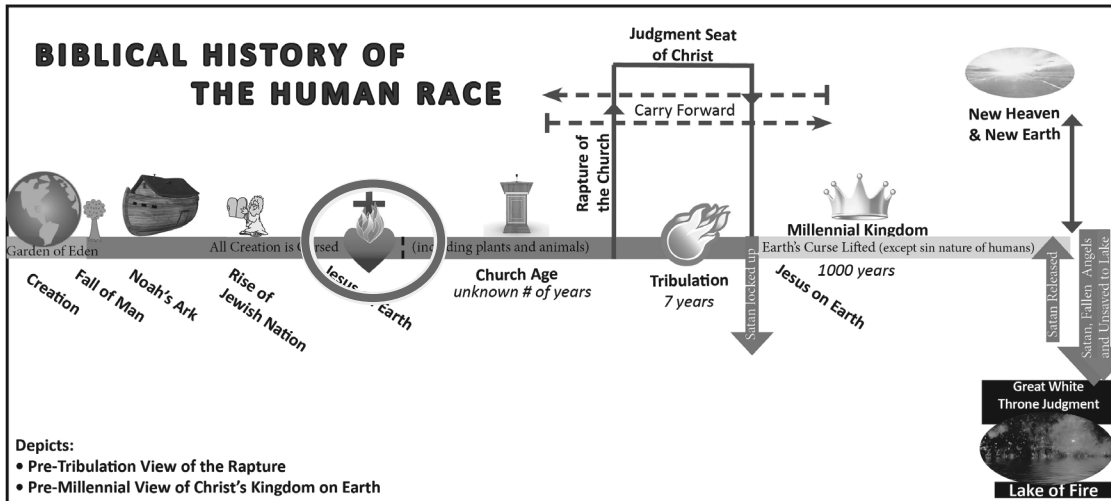 BIBLICAL HISTORY OF
THE HUMAN RACE
Judgment Seat
of Christ
Carry Forward
Rapture of
the Church
New Heaven
& New Earth
Garden of Eden
All Creation is Cursed
(including plants and animals)
Millennial Kingdom
Earth's Curse Lifted (except sin nature of humans)
1000 years
Creation
Fall of Man
Noah's Ark
Rise of
Jewish Nation
Jesus on Earth
Church Age
unknown # of years
Tribulation
7 years
Satan locked up
Jesus on Earth
Satan Released
Satan, Fallen Angels
and Unsaved to Lake
Great White
Throne Judgment
Lake of Fire
Depicts:
• Pre-Tribulation View of the Rapture
• Pre-Millennial View of Christ's Kingdom on Earth